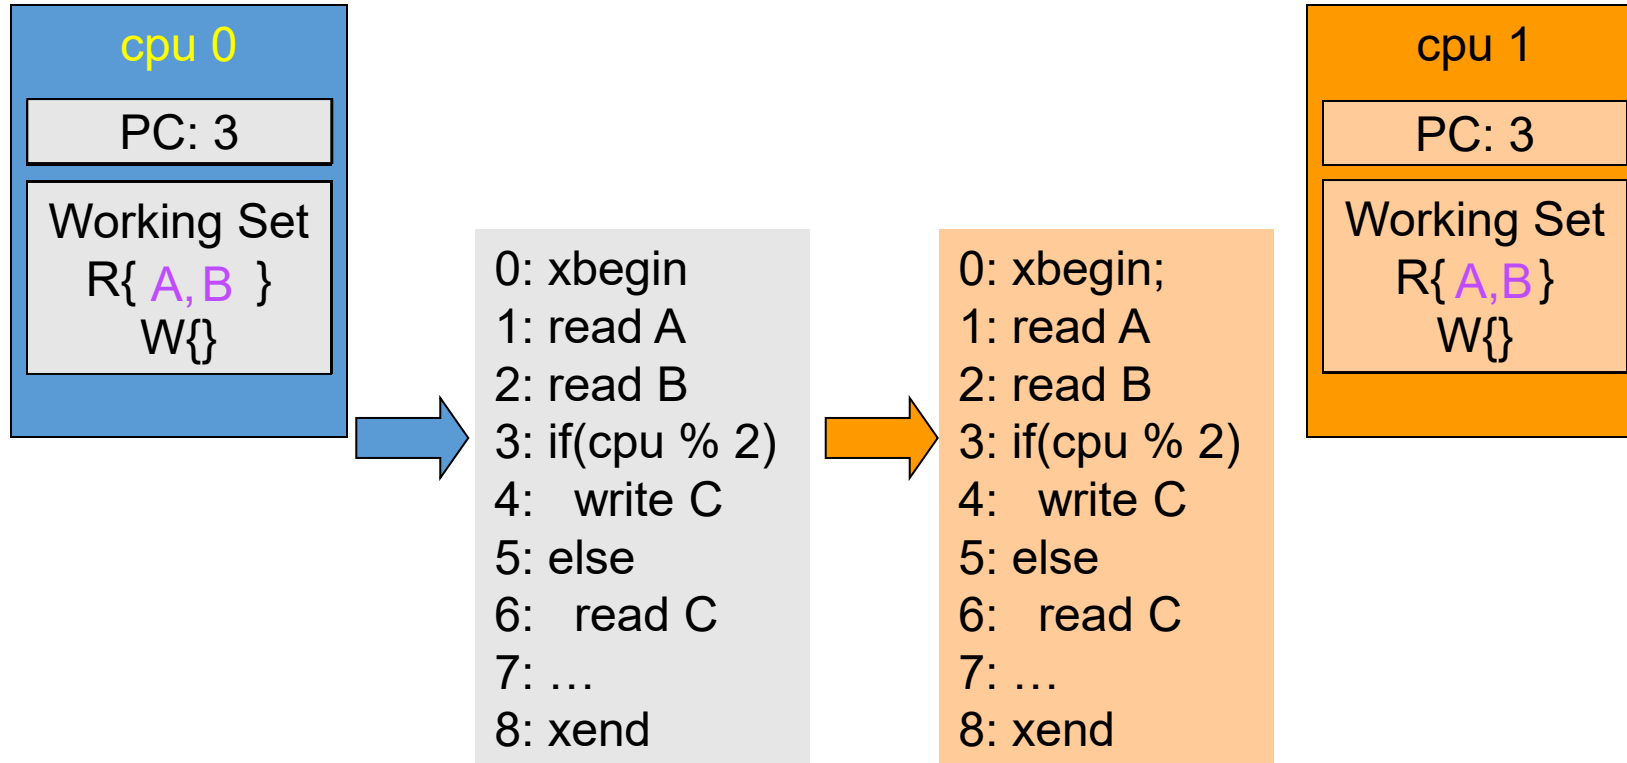 cpu 0
PC: 3
Working Set
R{ A, B }
W{}
0: xbegin
1: read A
2: read B
3: if(cpu % 2)
4: write C
5: else
6: read C
7: …
8: xend
0: xbegin;
1: read A
2: read B
3: if(cpu % 2)
4: write C
5: else
6: read C
7: …
8: xend
cpu 1
PC: 3
Working Set
R{ A,B }
W{}